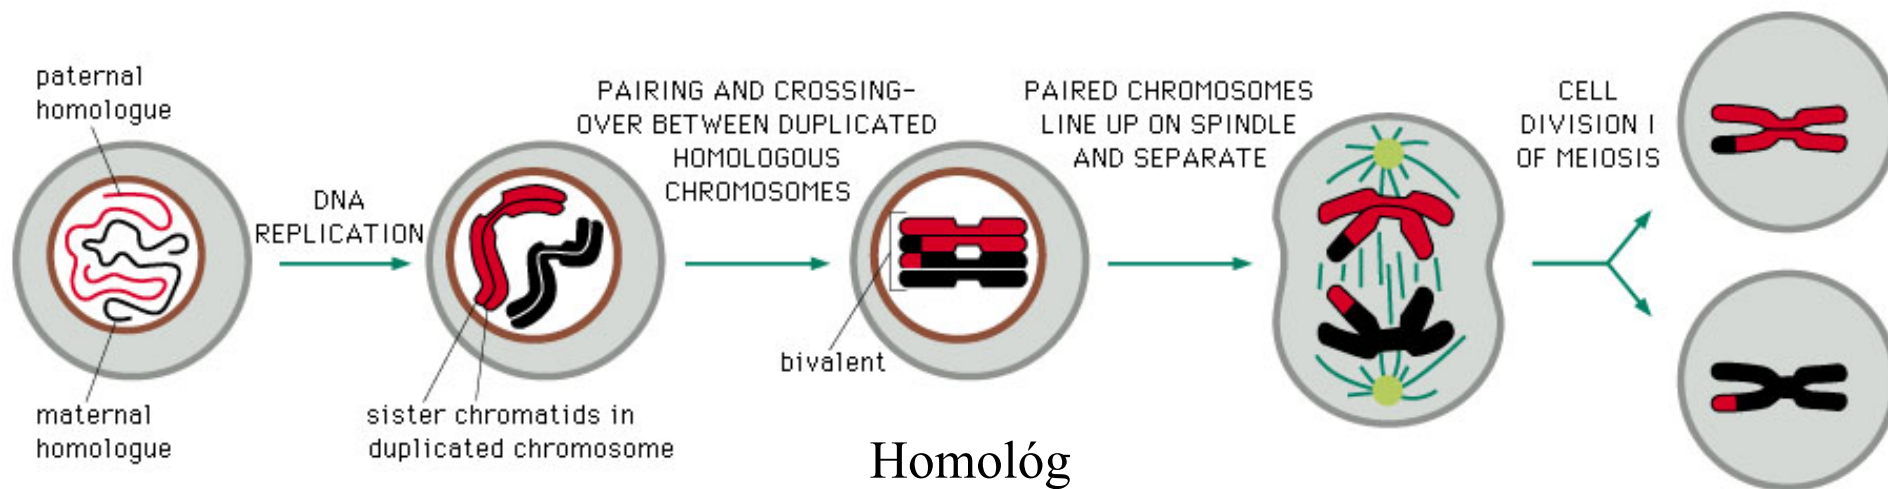 paternal
homologue
maternal
homologue
DNA
REPLICATION
sister chromatids in
duplicated chromosome
PAIRING AND CROSSING-
OVER BETWEEN DUPLICATED
HOMOLOGOUS
CHROMOSOMES
bivalent
PAIRED CHROMOSOMES
LINE UP ON SPINDLE
AND SEPARATE
CELL
DIVISION I
OF MEIOSIS
Homológ